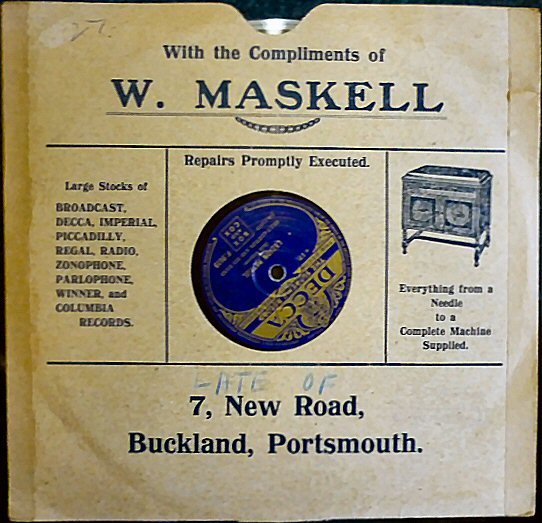 27.
With the Compliments of
W. MASKELL
Repairs Promptly Executed.
Large Stocks of
BROADCAST,
DECCA, IMPERIAL,
PICCADILLY,
REGAL, RADIO,
ZONOPHONE,
PARLOPHONE,
WINNER, and
COLUMBIA
RECORDS.
DECCA
Everything from a
Needle
to a
Complete Machine
Supplied.
LATE OF
7, New Road,
Buckland, Portsmouth.